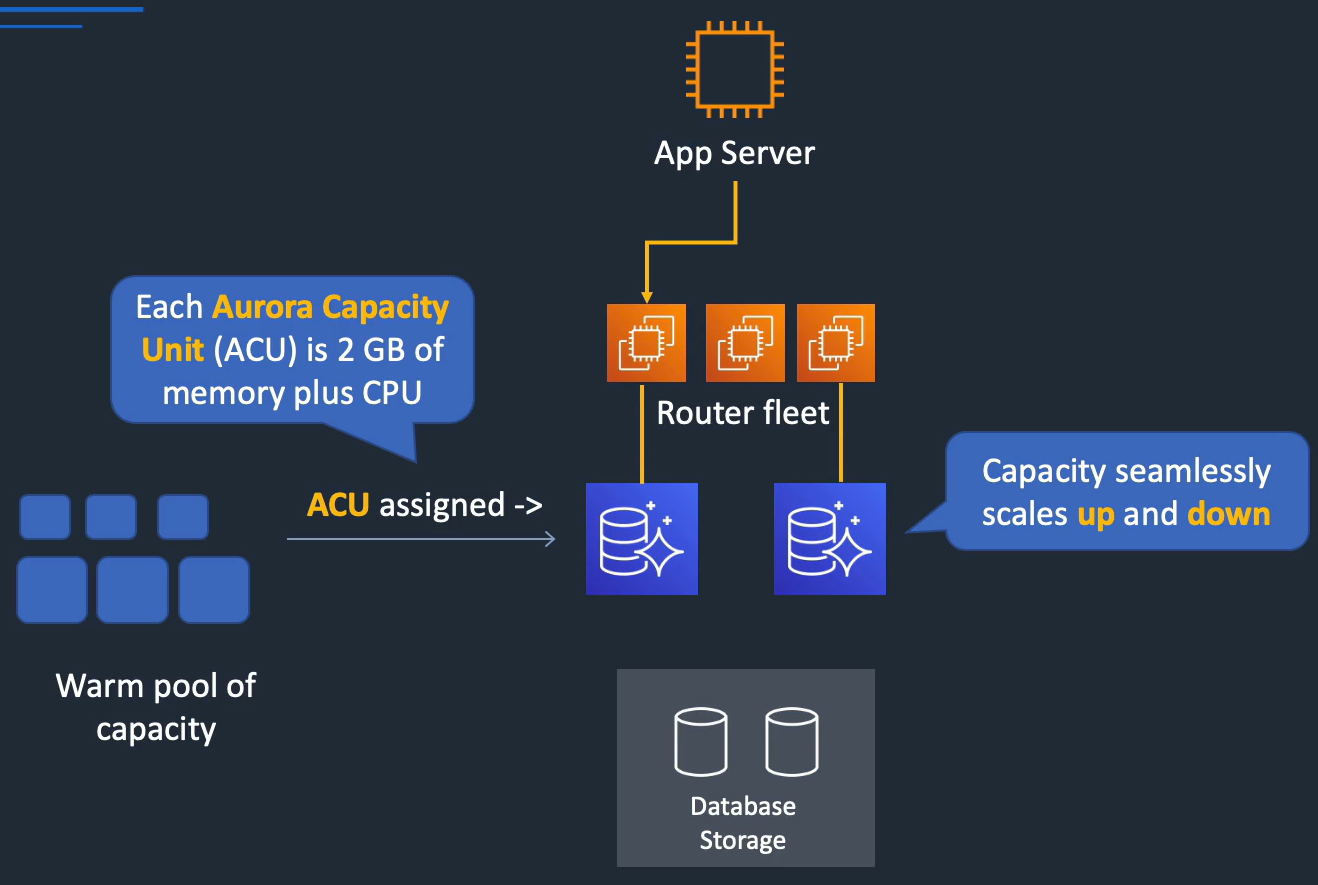 App Server
Each Aurora Capacity
Unit (ACU) is 2 GB of
memory plus CPU
Router fleet
Capacity seamlessly
scales up and down
ACU assigned ->
Warm pool of
capacity
Database
Storage